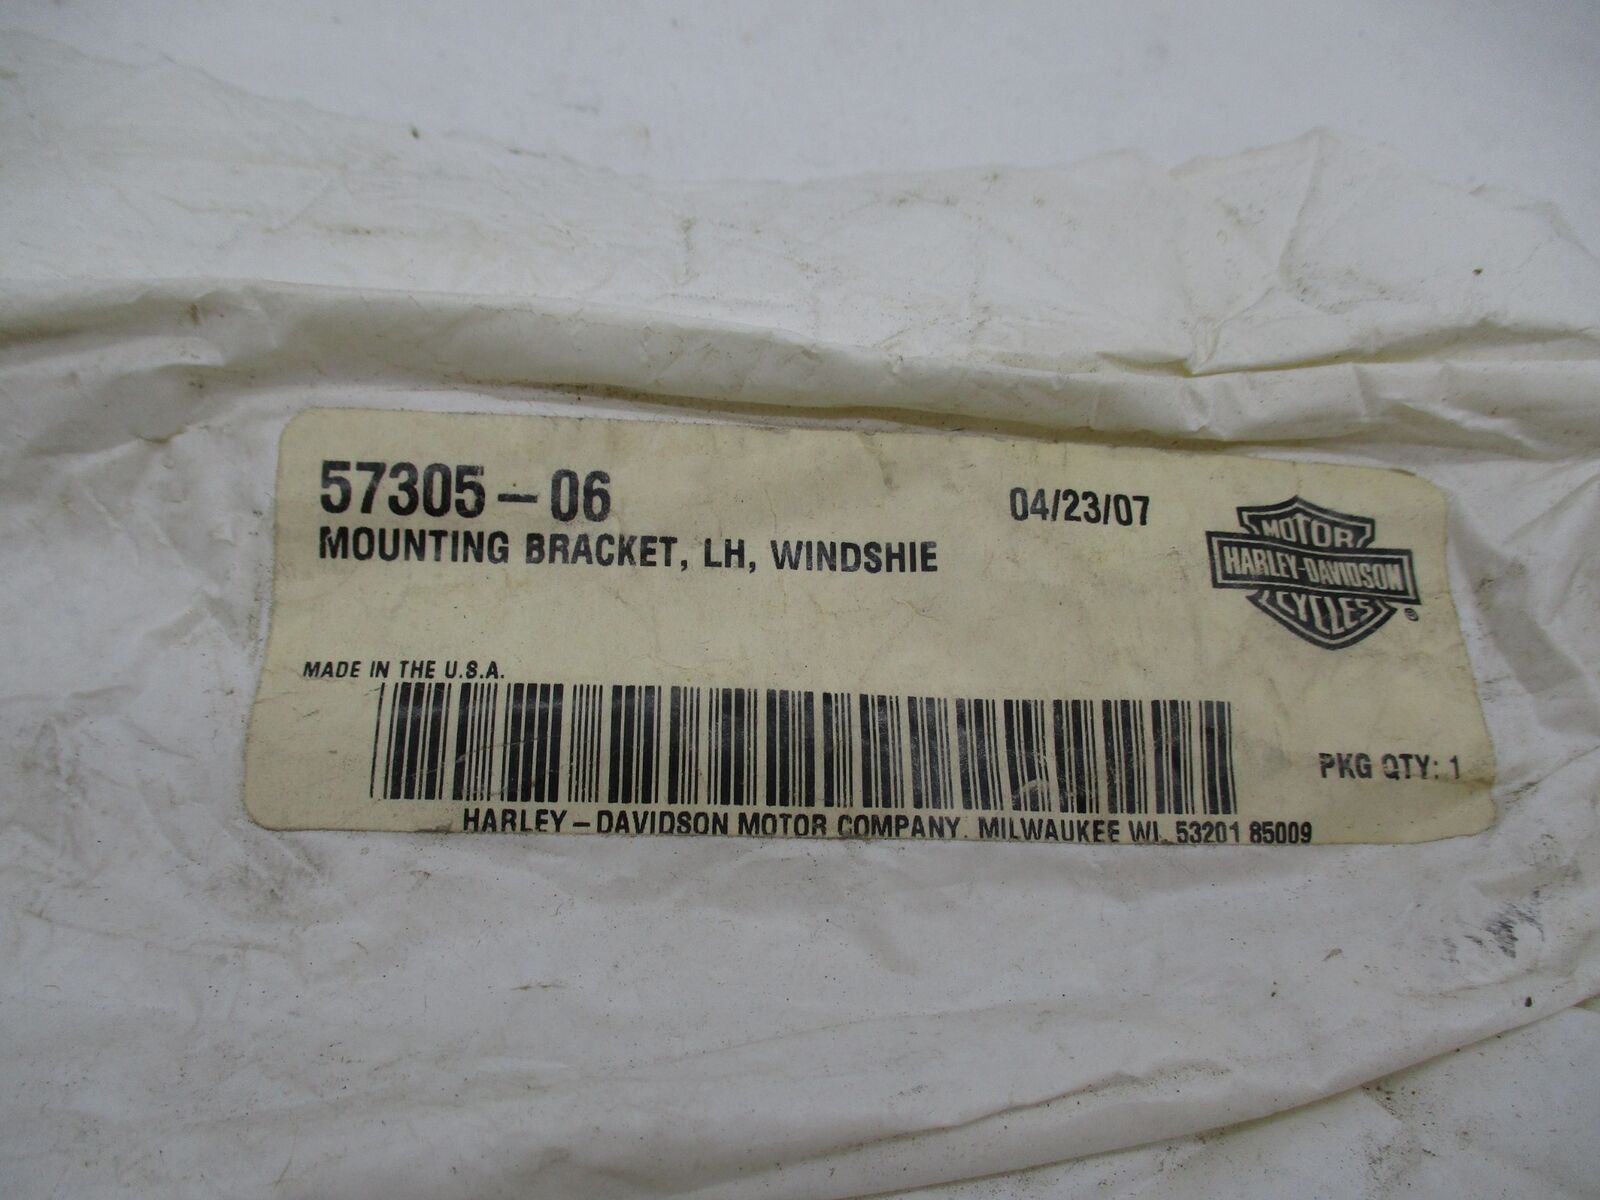 57305-06
04/23/07
MOUNTING BRACKET, LH, WINDSHIE
MOTOR
HARLEY-DAVIDSON
CYCLES
®
MADE IN THE U.S.A.
PKG QTY: 1
HARLEY-DAVIDSON MOTOR COMPANY. MILWAUKEE WI. 53201 85009